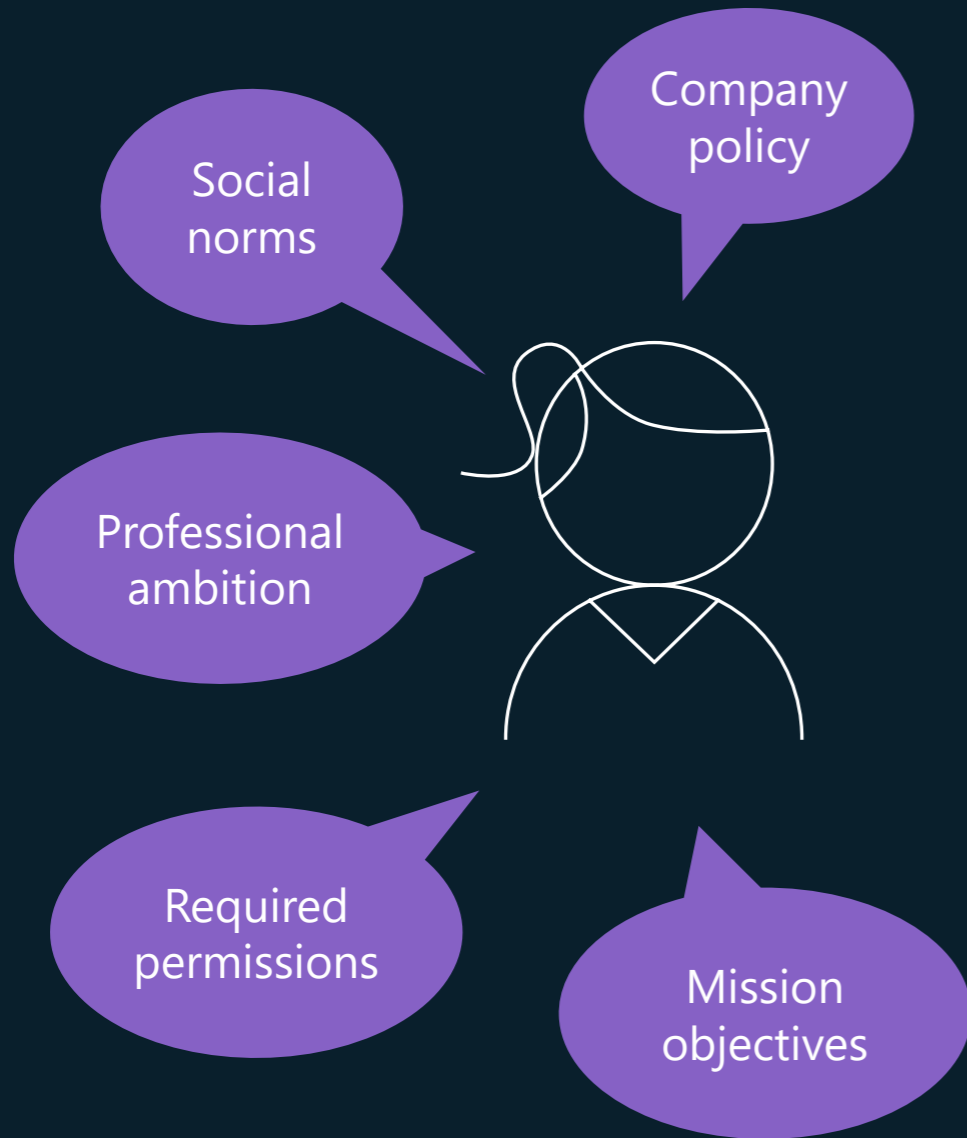 Company
policy
Social
norms
Professional
ambition
Required
permissions
Mission
objectives